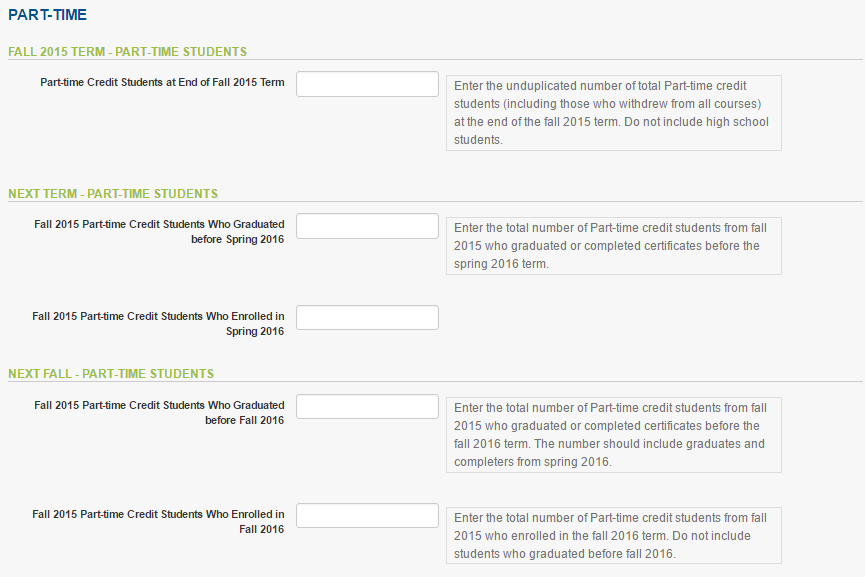 PART-TIME
FALL 2015 TERM - PART-TIME STUDENTS
Part-time Credit Students at End of Fall 2015 Term
Enter the unduplicated number of total Part-time credit
students (including those who withdrew from all courses)
at the end of the fall 2015 term. Do not include high school
students.
NEXT TERM - PART-TIME STUDENTS
Fall 2015 Part-time Credit Students Who Graduated
before Spring 2016
Enter the total number of Part-time credit students from fall
2015 who graduated or completed certificates before the
spring 2016 term.
Fall 2015 Part-time Credit Students Who Enrolled in
Spring 2016
NEXT FALL - PART-TIME STUDENTS
Fall 2015 Part-time Credit Students Who Graduated
before Fall 2016
Enter the total number of Part-time credit students from fall
2015 who graduated or completed certificates before the
fall 2016 term. The number should include graduates and
completers from spring 2016.
Fall 2015 Part-time Credit Students Who Enrolled in
Fall 2016
Enter the total number of Part-time credit students from fall
2015 who enrolled in the fall 2016 term. Do not include
students who graduated before fall 2016.